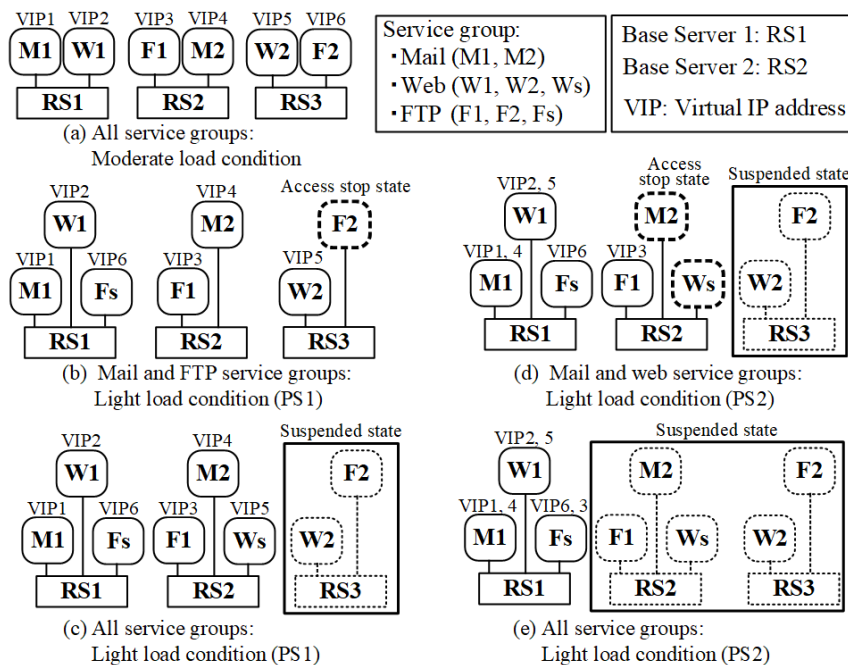 VIP1 VIP2 VIP3 VIP4 VIP5 VIP6
M1 W1 F1 M2 W2 F2
RS1 RS2 RS3
(a) All service groups:
Moderate load condition
Service group:
・Mail (M1, M2)
・Web (W1, W2, Ws)
・FTP (F1, F2, Fs)
Base Server 1: RS1
Base Server 2: RS2
VIP: Virtual IP address
VIP2 VIP4 Access stop state
W1 M2 F2
VIP1 VIP6 VIP3 VIP5
M1 Fs F1 W2
RS1 RS2 RS3
(b) Mail and FTP service groups:
Light load condition (PS1)
Access stop state
Suspended state
VIP2, 5
W1 M2 F2
VIP1, 4 VIP6 VIP3
M1 Fs F1 Ws W2
RS1 RS2 RS3
(d) Mail and web service groups:
Light load condition (PS2)
Suspended state
VIP2 VIP4
W1 M2 F2
VIP1 VIP6 VIP3 VIP5
M1 Fs F1 Ws W2
RS1 RS2 RS3
(c) All service groups:
Light load condition (PS1)
Suspended state
VIP2, 5
W1 M2 F2
VIP1, 4 VIP6, 3
M1 Fs F1 Ws W2
RS1 RS2 RS3
(e) All service groups:
Light load condition (PS2)